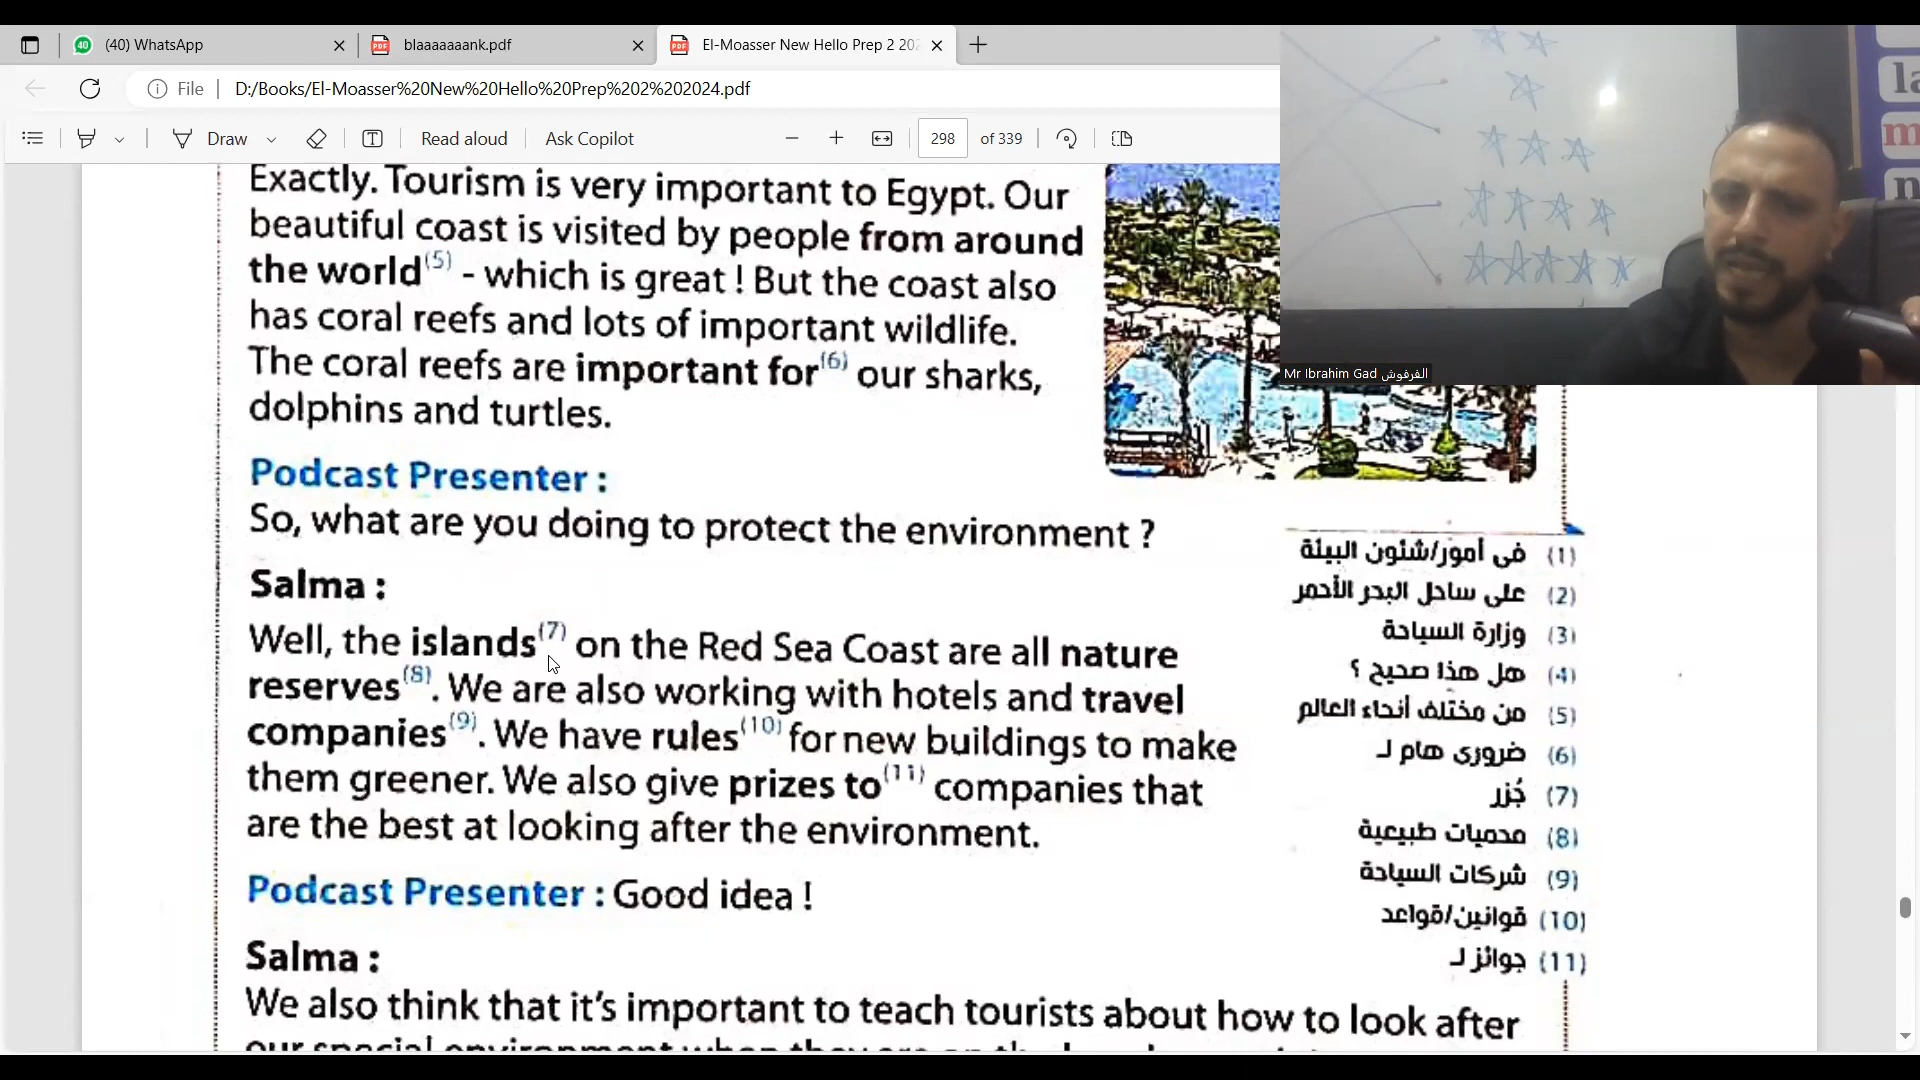 (40) WhatsApp
blaaaaaaank.pdf
El-Moasser New Hello Prep 2 202
File
D:/Books/El-Moasser%20New%20Hello%20Prep%202%202024.pdf
Draw
Read aloud
Ask Copilot
298 of 339
la
m
n
Mr Ibrahim Gad الفرفوش
Exactly. Tourism is very important to Egypt. Our
beautiful coast is visited by people from around
the world(5) - which is great ! But the coast also
has coral reefs and lots of important wildlife.
The coral reefs are important for(6) our sharks,
dolphins and turtles.
Podcast Presenter :
So, what are you doing to protect the environment ?
Salma :
Well, the islands(7) on the Red Sea Coast are all nature
reserves(8). We are also working with hotels and travel
companies(9). We have rules(10) for new buildings to make
them greener. We also give prizes to(11) companies that
are the best at looking after the environment.
Podcast Presenter : Good idea !
Salma :
We also think that it's important to teach tourists about how to look after
(1) فى أمور/شئون البيئة
(2) على ساحل البحر الأحمر
(3) وزارة السياحة
(4) هل هذا صحيح ؟
(5) من مختلف أنحاء العالم
(6) ضرورى هام لـ
(7) جُزر
(8) محميات طبيعية
(9) شركات السياحة
(10) قوانين/قواعد
(11) جوائز لـ